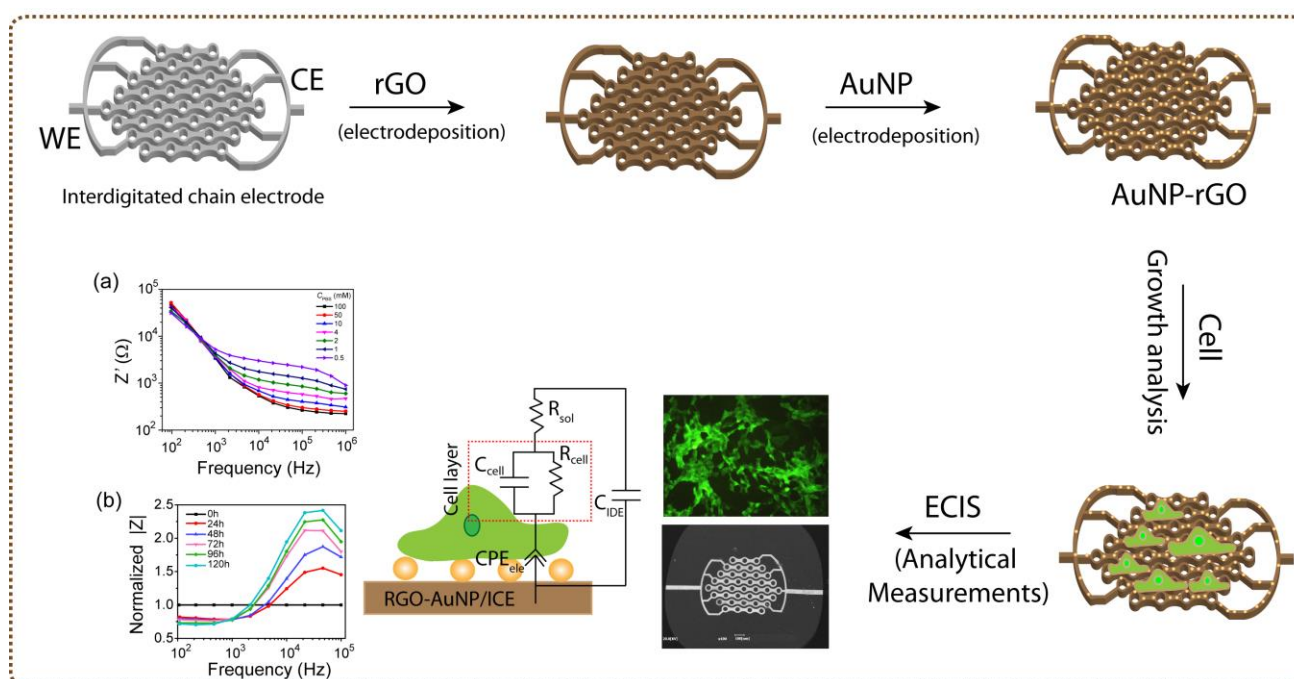 WE
CE
Interdigitated chain electrode
rGO
(electrodeposition)
AuNP
(electrodeposition)
AuNP-rGO
Cell
Growth analysis
ECIS
(Analytical
Measurements)
(a)
Z' (Ω)
10⁵
10⁴
10³
10²
C_PBS (mM)
100
50
10
4
2
1
0.5
10² 10³ 10⁴ 10⁵ 10⁶
Frequency (Hz)
(b)
Normalized |Z|
2.5
2.0
1.5
1.0
0.5
0h
24h
48h
72h
96h
120h
10² 10³ 10⁴ 10⁵
Frequency (Hz)
R_sol
C_cell
R_cell
Cell layer
C_IDE
CPE_ele
RGO-AuNP/ICE